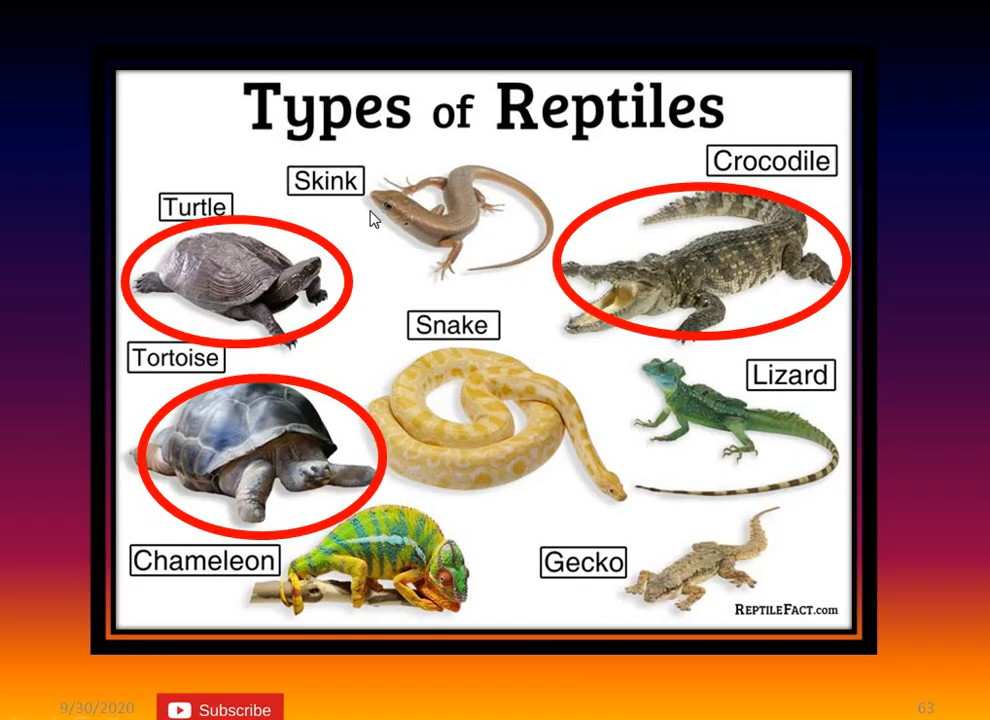 Types of Reptiles
Crocodile
Skink
Turtle
Snake
Tortoise
Lizard
Chameleon
Gecko
REPTILEFACT.com
9/30/2020
Subscribe
63